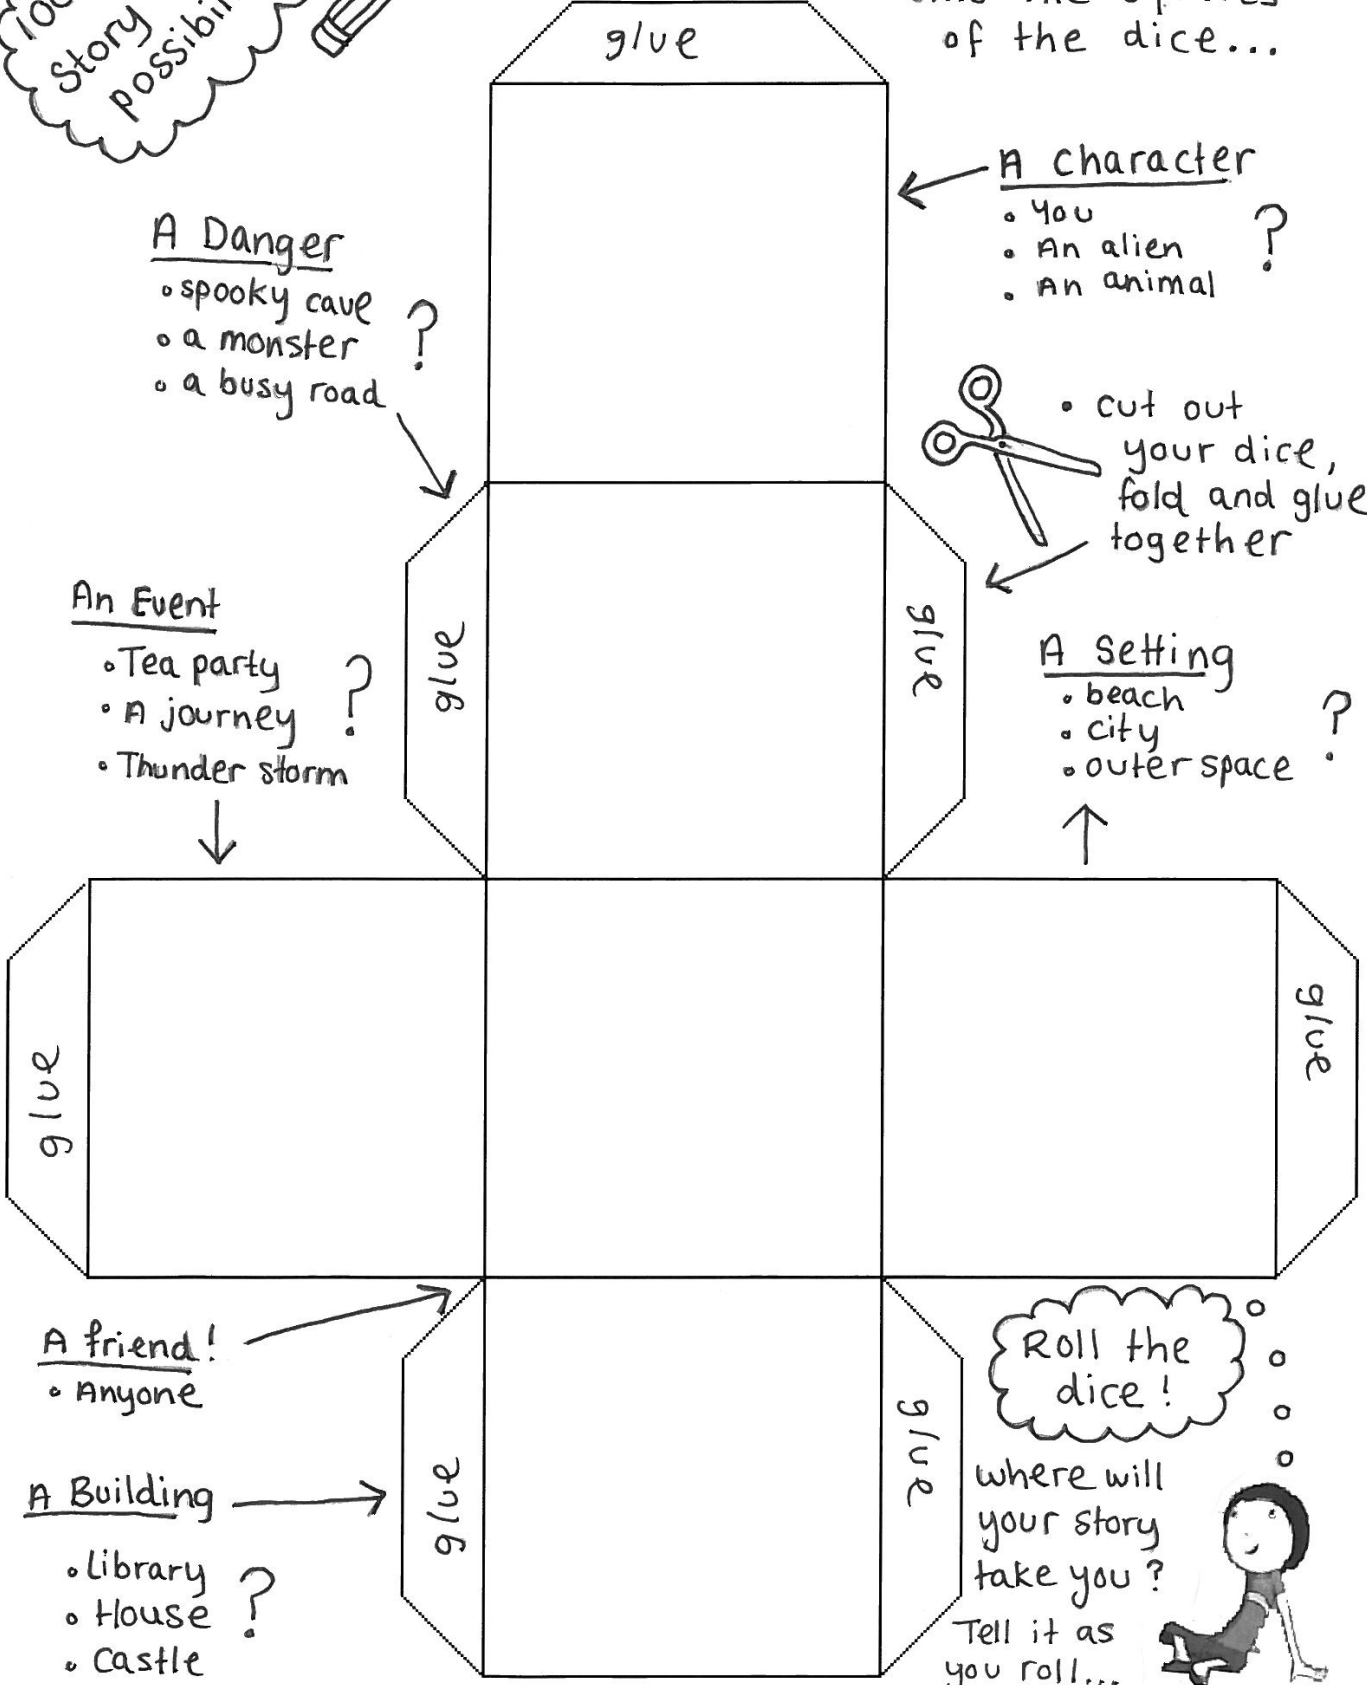 Story
glue
of the dice...
A Character
• You
• An alien
• An animal
?
A Danger
• spooky cave
• a monster
• a busy road
?
• cut out
your dice,
fold and glue
together
An Event
• Tea party
• A journey
• Thunder storm
?
glue
glue
A Setting
• beach
• city
• outer space
?
glue
glue
A friend!
• Anyone
A Building
• Library
• House
• Castle
?
glue
glue
Roll the
dice!
where will
your story
take you?
Tell it as
you roll...